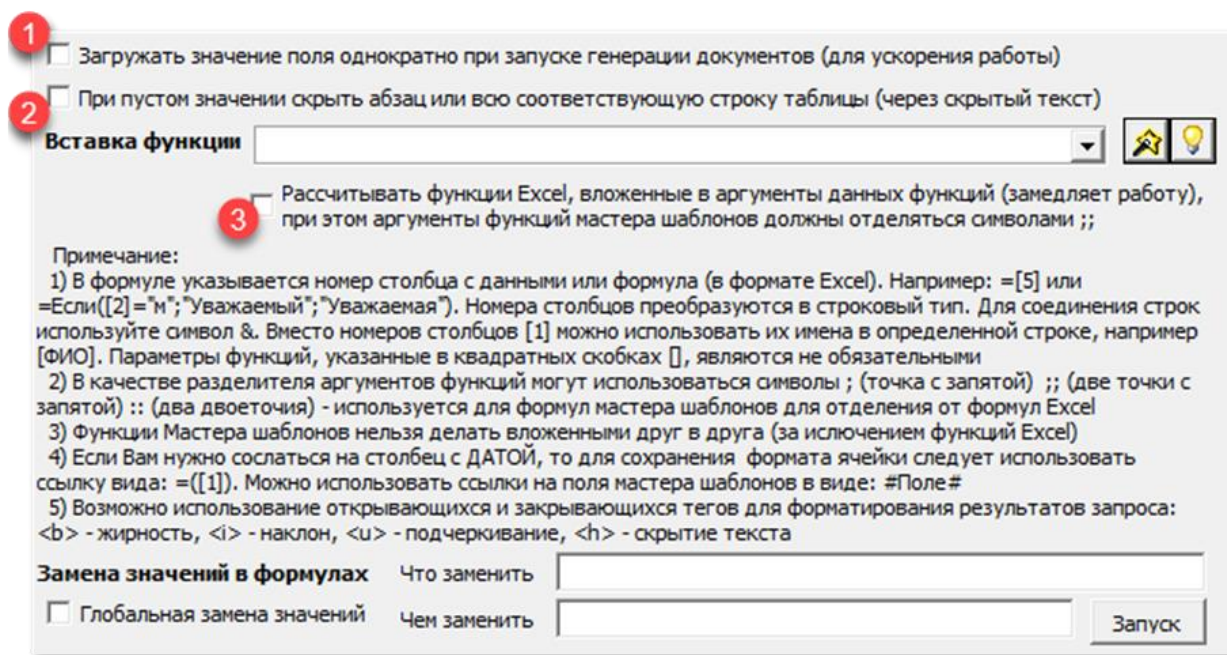 1
Загружать значение поля однократно при запуске генерации документов (для ускорения работы)
2
При пустом значении скрыть абзац или всю соответствующую строку таблицы (через скрытый текст)
Вставка функции
3
Рассчитывать функции Excel, вложенные в аргументы данных функций (замедляет работу),
при этом аргументы функций мастера шаблонов должны отделяться символами ;;
Примечание:
1) В формуле указывается номер столбца с данными или формула (в формате Excel). Например: =[5] или
=Если([2]="м";"Уважаемый";"Уважаемая"). Номера столбцов преобразуются в строковый тип. Для соединения строк
используйте символ &. Вместо номеров столбцов [1] можно использовать их имена в определенной строке, например
[ФИО]. Параметры функций, указанные в квадратных скобках [], являются не обязательными
2) В качестве разделителя аргументов функций могут использоваться символы ; (точка с запятой) ;; (две точки с
запятой) :: (два двоеточия) - используется для формул мастера шаблонов для отделения от формул Excel
3) Функции Мастера шаблонов нельзя делать вложенными друг в друга (за ислючением функций Excel)
4) Если Вам нужно сослаться на столбец с ДАТОЙ, то для сохранения формата ячейки следует использовать
ссылку вида: =([1]). Можно использовать ссылки на поля мастера шаблонов в виде: #Поле#
5) Возможно использование открывающихся и закрывающихся тегов для форматирования результатов запроса:
<b> - жирность, <i> - наклон, <u> - подчеркивание, <h> - скрытие текста
Замена значений в формулах Что заменить
Глобальная замена значений Чем заменить Запуск